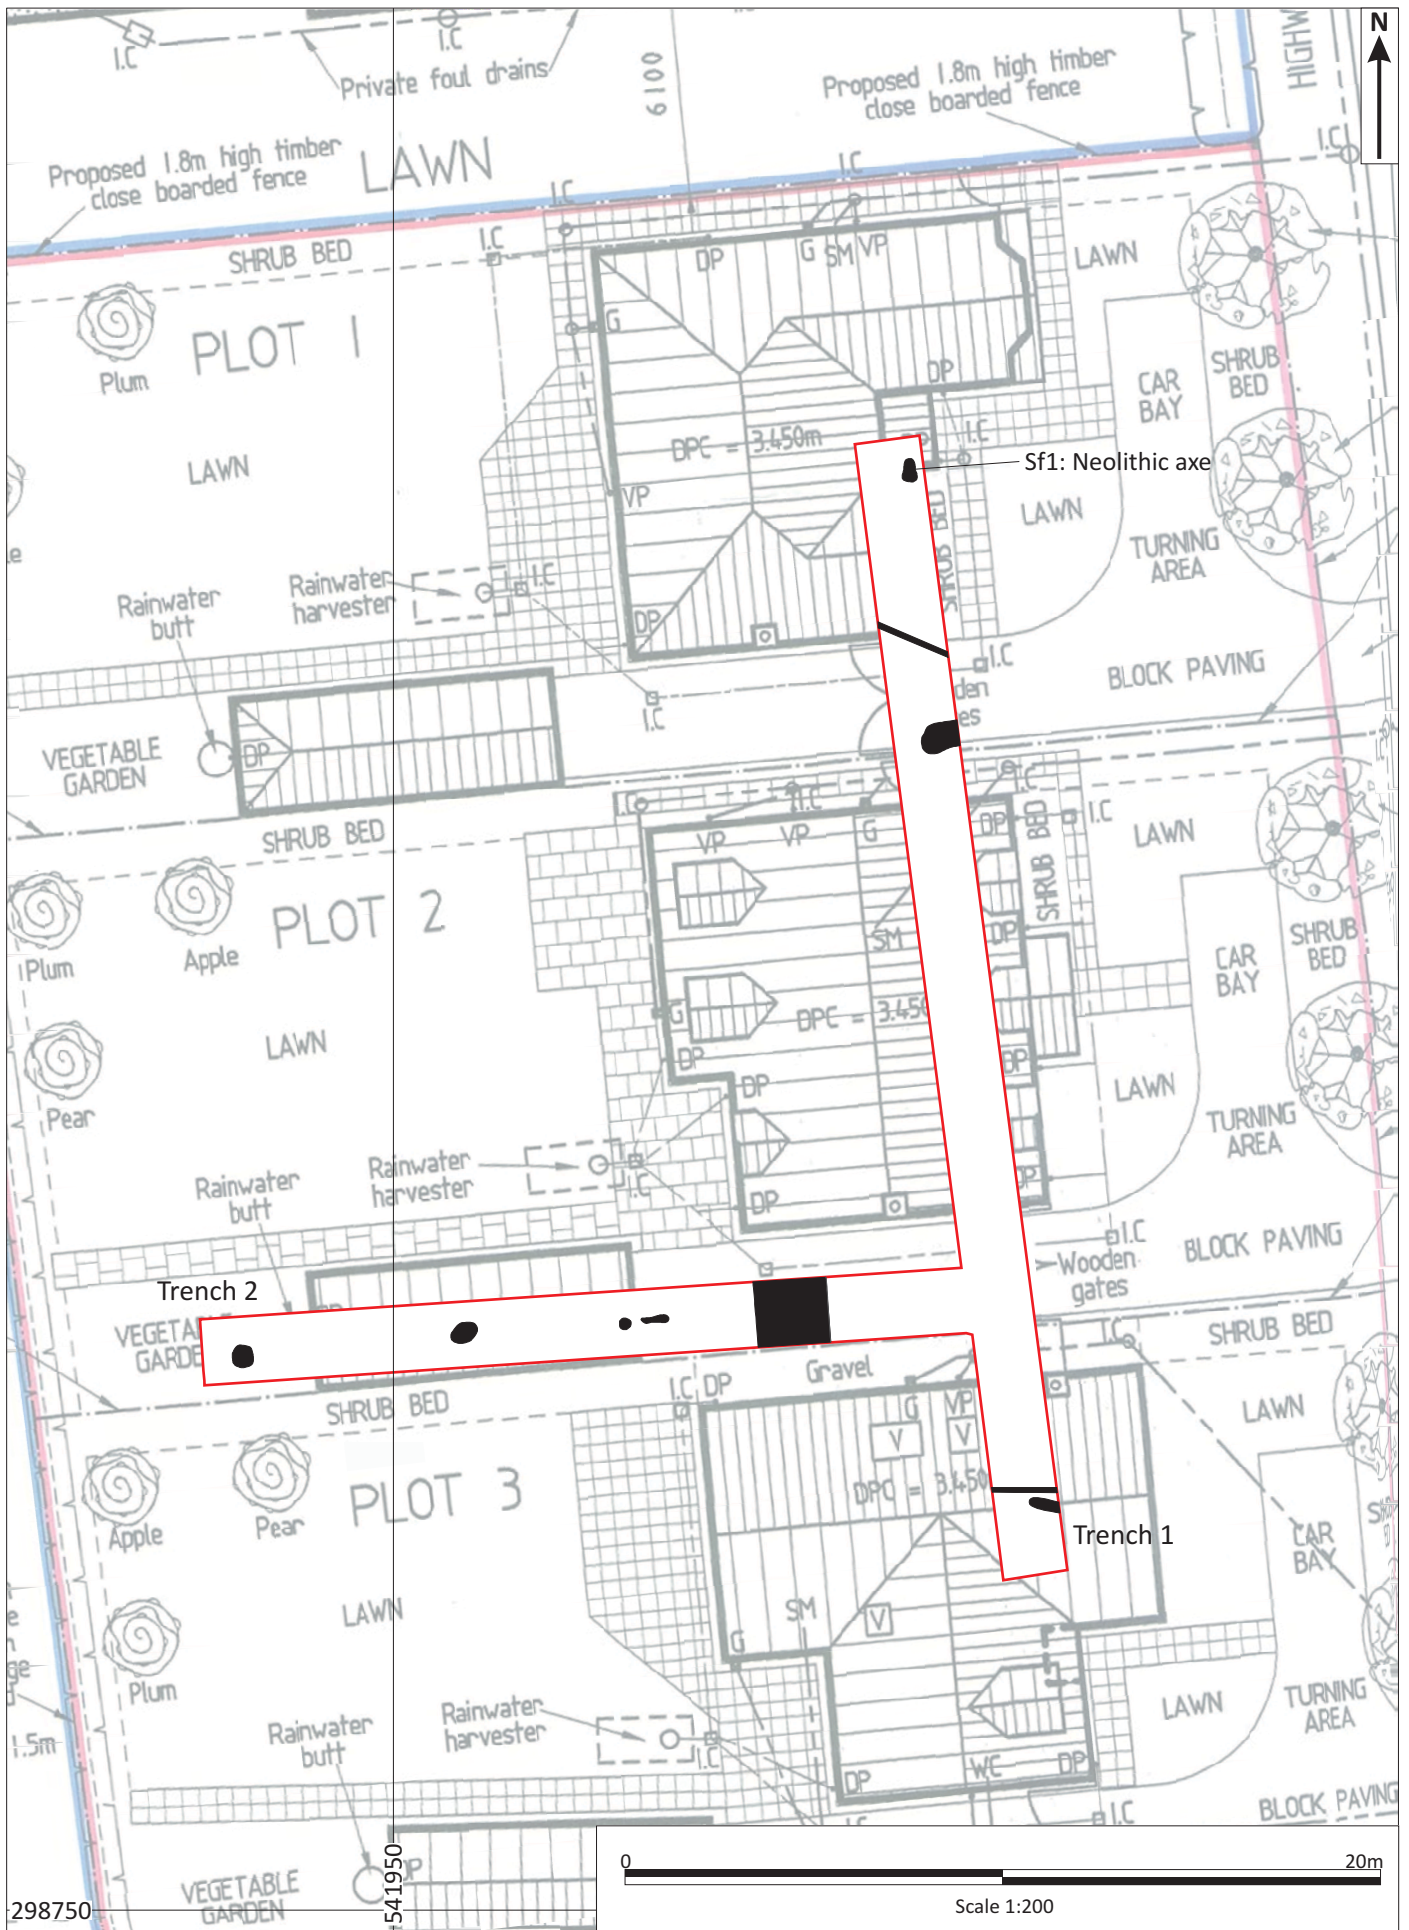 I.C
I.C
Private foul drains
6100
Proposed 1.8m high timber
close boarded fence
HIGHW
N
I.C
Proposed 1.8m high timber
close boarded fence
LAWN
I.C
I.C
I.C
SHRUB BED
DP
G
SM
VP
LAWN
PLOT 1
Plum
G
DP
CAR
BAY
SHRUB
BED
DPC = 3.450m
I.C
Sf1: Neolithic axe
LAWN
VP
SHRUB BED
LAWN
TURNING
AREA
Rainwater
butt
Rainwater
harvester
I.C
DP
I.C
BLOCK PAVING
I.C
den
es
VEGETABLE
GARDEN
DP
SHRUB BED
I.C
I.C
I.C
VP
VP
G
DP
SHRUB BED
I.C
LAWN
PLOT 2
Plum
Apple
SM
DP
CAR
BAY
SHRUB
BED
G
DPC = 3.450
LAWN
DP
DP
DP
LAWN
Pear
TURNING
AREA
Rainwater
butt
Rainwater
harvester
I.C
DP
DP
I.C
Wooden
gates
BLOCK PAVING
Trench 2
VEGETA
GARDE
I.C
SHRUB BED
Gravel
SHRUB BED
I.C
DP
G
VP
V
V
LAWN
PLOT 3
DPC = 3.450
Apple
Pear
Trench 1
CAR
BAY
LAWN
SM
V
G
Plum
LAWN
TURNING
AREA
Rainwater
butt
Rainwater
harvester
I.C
1.5m
DP
WC
DP
I.C
BLOCK PAVING
VEGETABLE
GARDEN
DP
541950
298750
0
20m
Scale 1:200